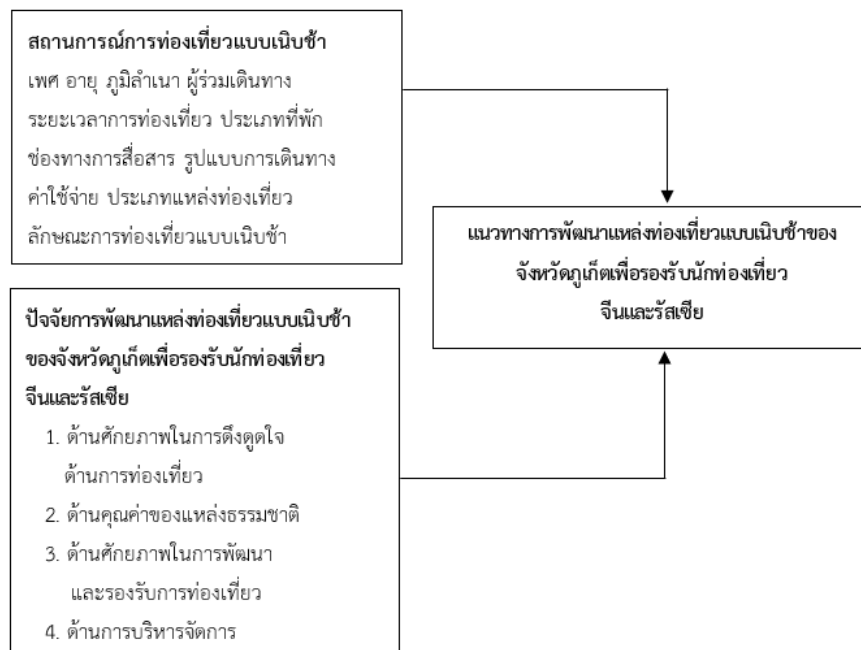 สถานการณ์การท่องเที่ยวแบบเนิบช้า
เพศ อายุ ภูมิลำเนา ผู้ร่วมเดินทาง
ระยะเวลาการท่องเที่ยว ประเภทที่พัก
ช่องทางการสื่อสาร รูปแบบการเดินทาง
ค่าใช้จ่าย ประเภทแหล่งท่องเที่ยว
ลักษณะการท่องเที่ยวแบบเนิบช้า
แนวทางการพัฒนาแหล่งท่องเที่ยวแบบเนิบช้าของ
จังหวัดภูเก็ตเพื่อรองรับนักท่องเที่ยว
จีนและรัสเซีย
ปัจจัยการพัฒนาแหล่งท่องเที่ยวแบบเนิบช้า
ของจังหวัดภูเก็ตเพื่อรองรับนักท่องเที่ยว
จีนและรัสเซีย
1. ด้านศักยภาพในการดึงดูดใจ
ด้านการท่องเที่ยว
2. ด้านคุณค่าของแหล่งธรรมชาติ
3. ด้านศักยภาพในการพัฒนา
และรองรับการท่องเที่ยว
4. ด้านการบริหารจัดการ